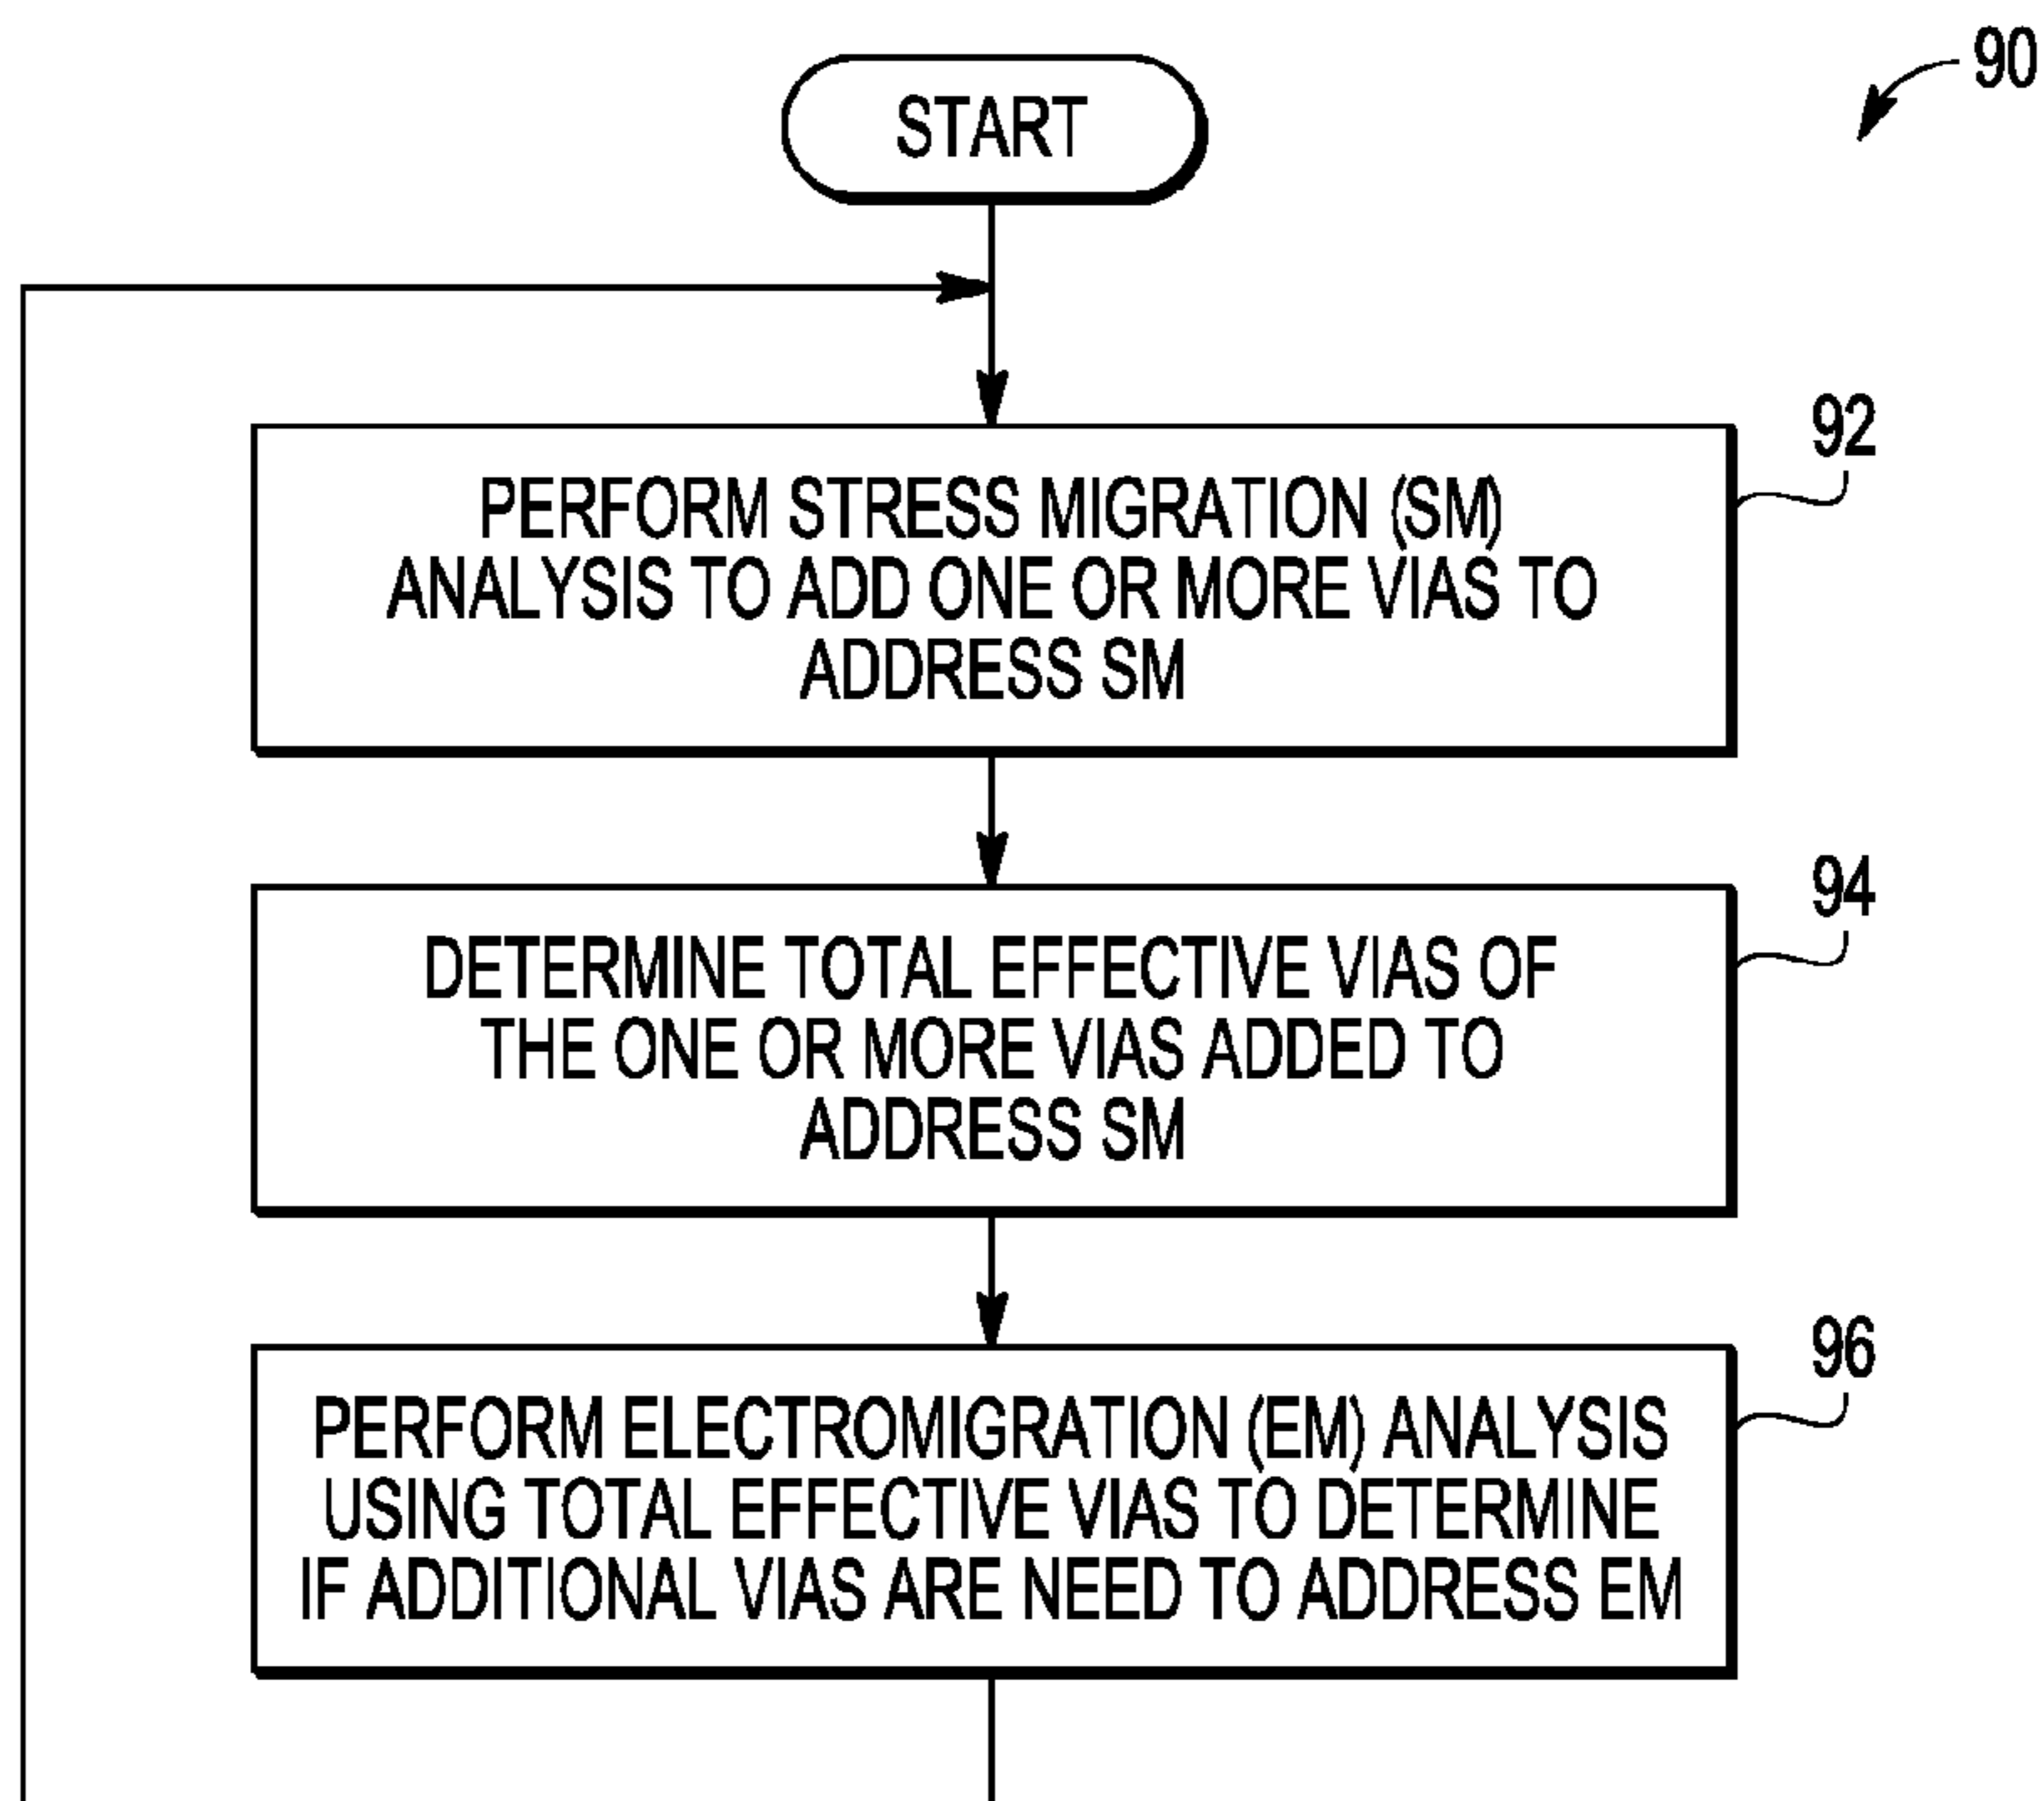 90
START
92
PERFORM STRESS MIGRATION (SM)
ANALYSIS TO ADD ONE OR MORE VIAS TO
ADDRESS SM
94
DETERMINE TOTAL EFFECTIVE VIAS OF
THE ONE OR MORE VIAS ADDED TO
ADDRESS SM
96
PERFORM ELECTROMIGRATION (EM) ANALYSIS
USING TOTAL EFFECTIVE VIAS TO DETERMINE
IF ADDITIONAL VIAS ARE NEED TO ADDRESS EM